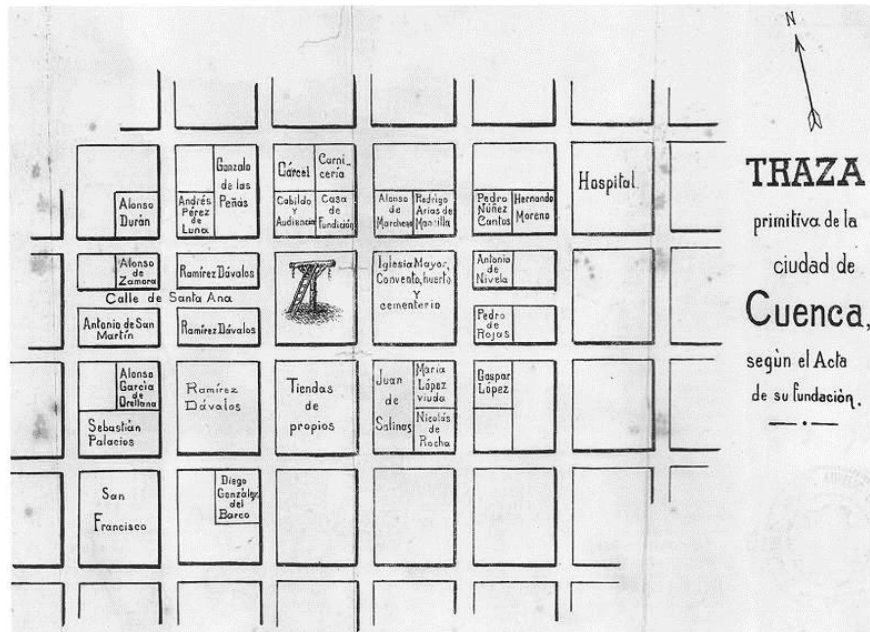 N
TRAZA
primitiva de la
ciudad de
Cuenca,
según el Acta
de su fundación.
Gonzalo
de las
Peñas
Cárcel
Carni_
cería
Hospital.
Alonso
Durán
Andrés
Pérez
de
Luna
Cabildo
y
Audiencia
Casa
de
Fundición
Alonso
de
Marchena
Rodrigo
Arias de
Mansilla
Pedro
Núñez
Cantos
Hernando
Moreno
Alonso
de
Zamora
Ramírez Dávalos
Iglesia Mayor,
Convento, huerto
y
cementerio
Antonio
de
Nivela
Calle de Santa Ana
Antonio de San
Martín
Ramírez Dávalos
Pedro
de
Rojas
Alonso
García
de
Orellana
Sebastián
Palacios
Ramírez
Dávalos
Tiendas
de
propios
Juan
de
Salinas
María
López
viuda
Nicolás
de
Rocha
Gaspar
López
San
Francisco
Diego
Gonzálz.
del
Barco